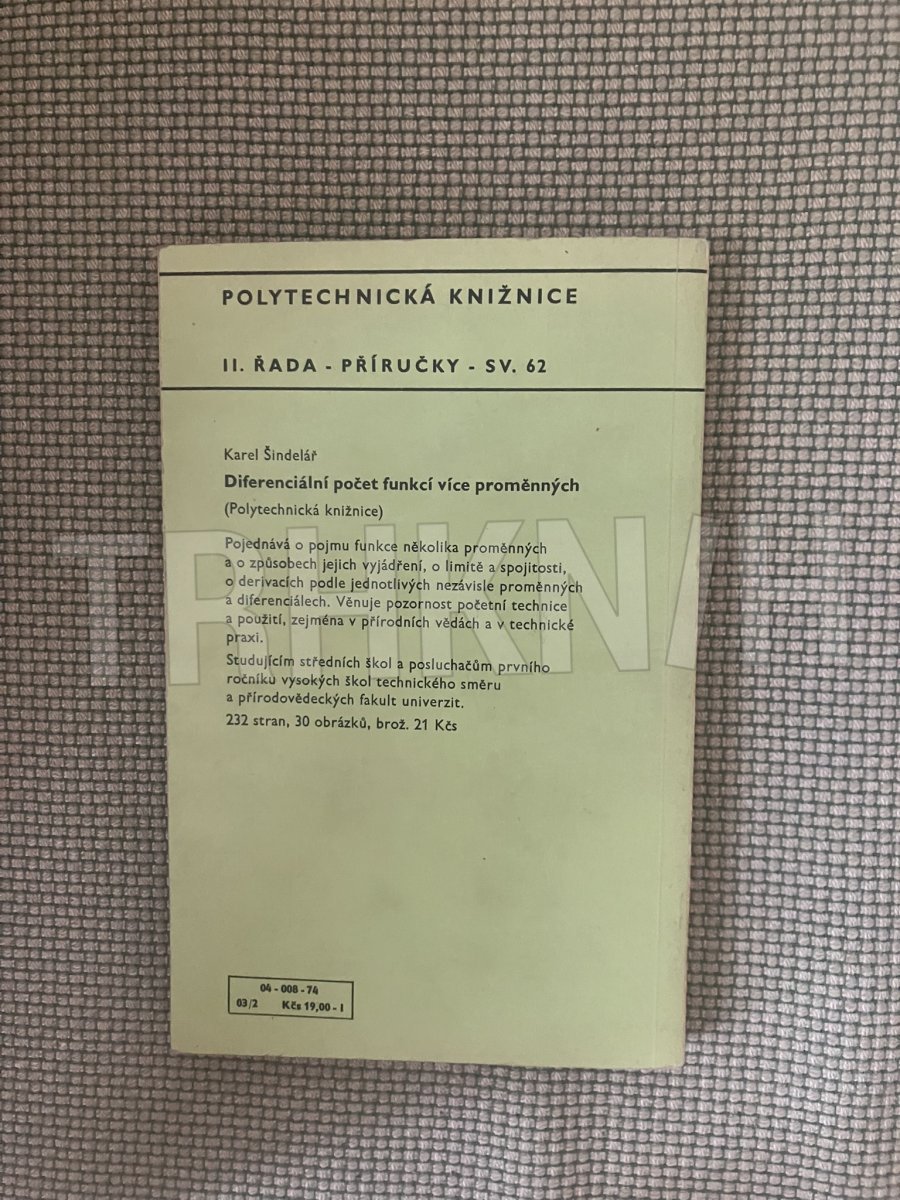 POLYTECHNICKÁ KNIŽNICE
II. ŘADA - PŘÍRUČKY - SV. 62
Karel Šindelář
Diferenciální počet funkcí více proměnných
(Polytechnická knižnice)
Pojednává o pojmu funkce několika proměnných
a o způsobech jejich vyjádření, o limitě a spojitosti,
o derivacích podle jednotlivých nezávisle proměnných
a diferenciálech. Věnuje pozornost početní technice
a použití, zejména v přírodních vědách a v technické
praxi.
Studujícím středních škol a posluchačům prvního
ročníku vysokých škol technického směru
a přírodovědeckých fakult univerzit.
232 stran, 30 obrázků, brož. 21 Kčs
04 - 008 - 74
03/2 Kčs 19,00 - I
TRHKNI